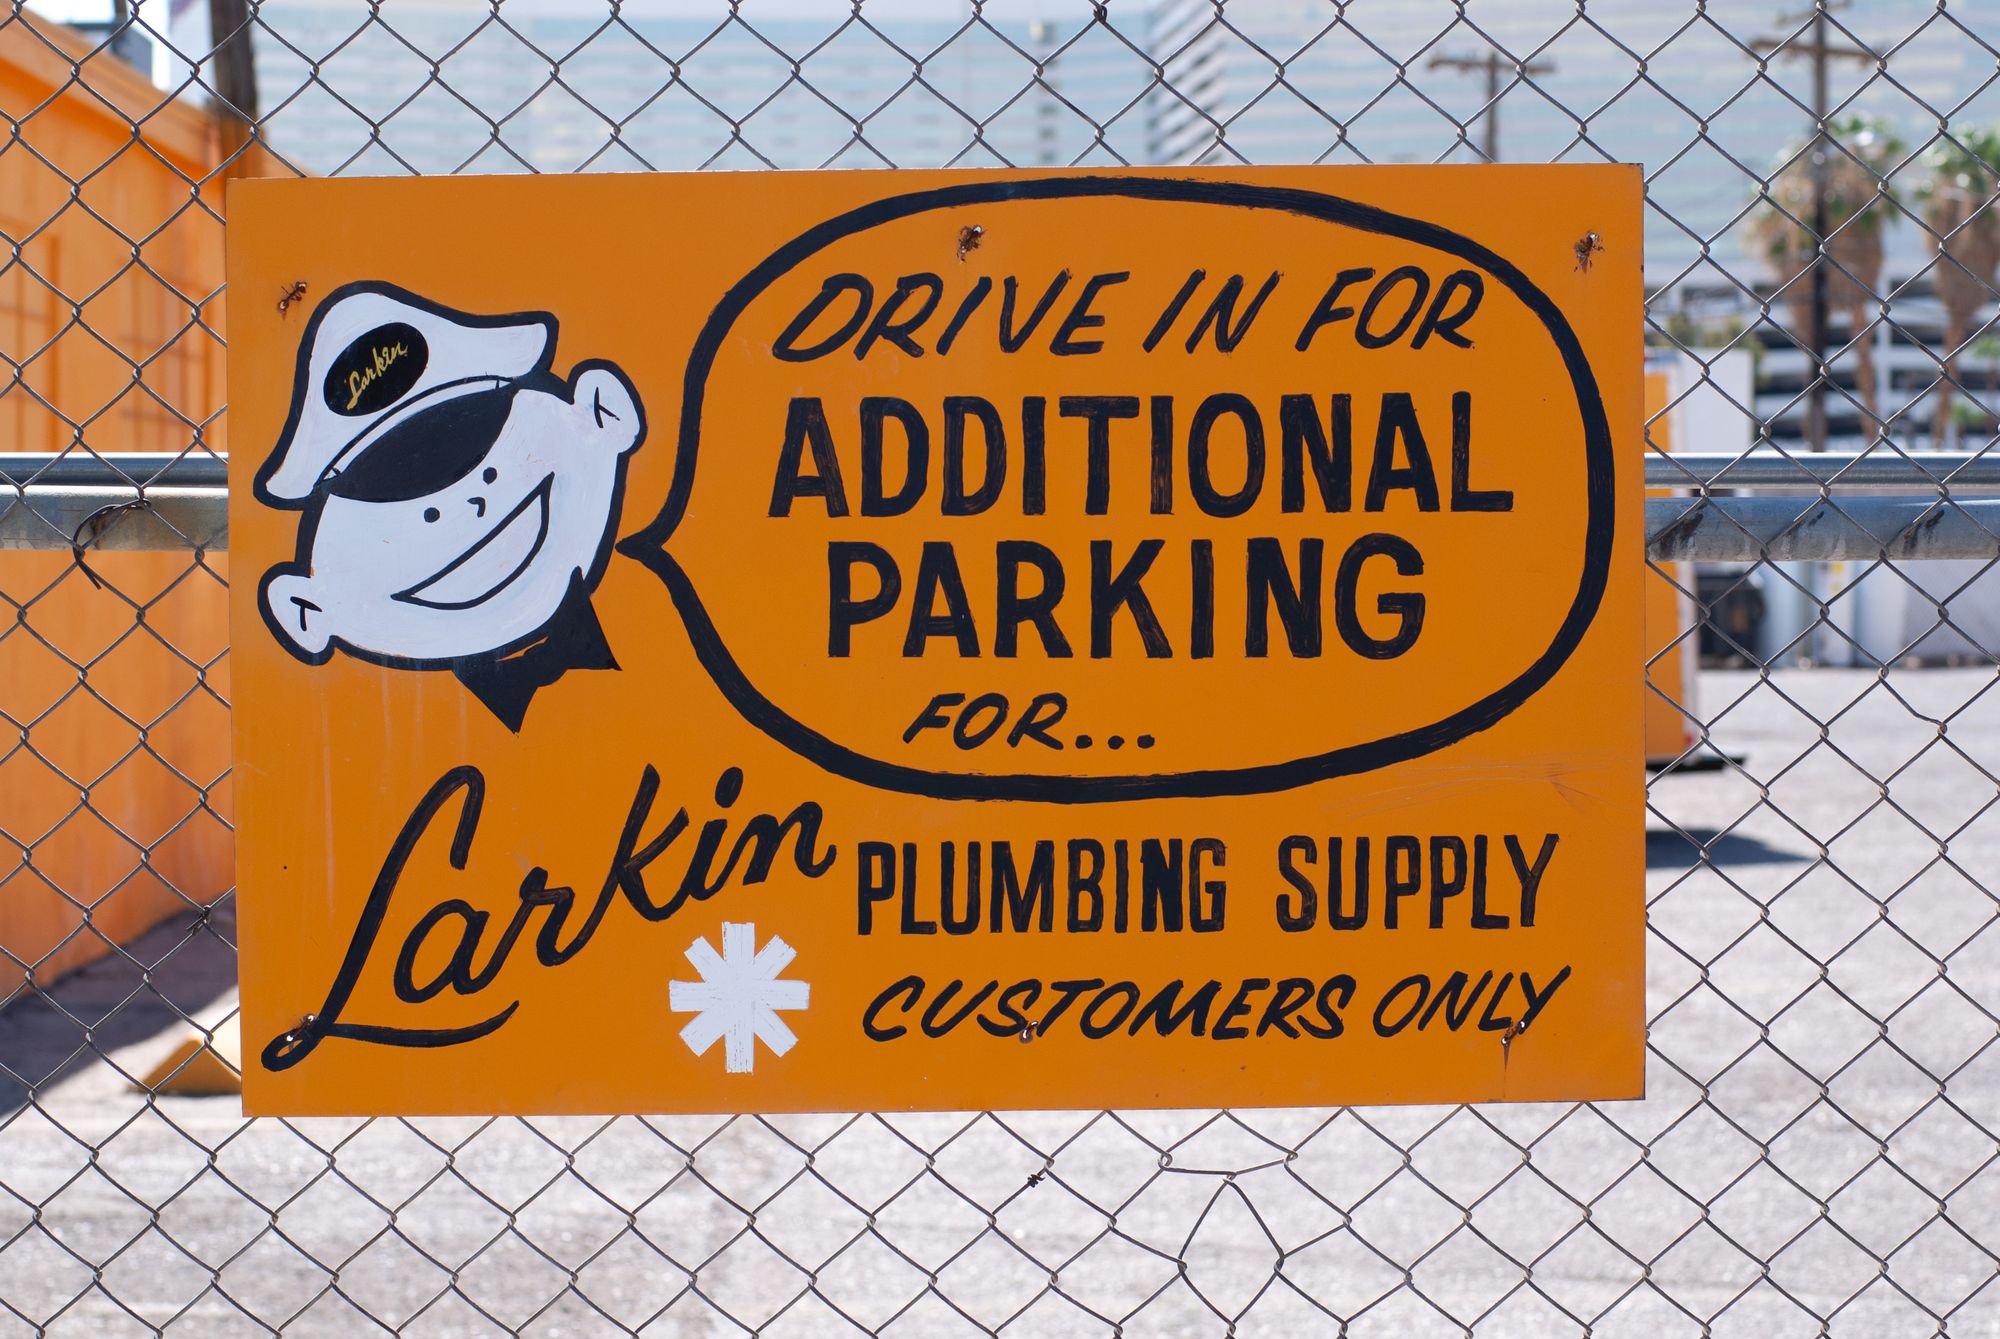 Larkin
DRIVE IN FOR
ADDITIONAL
PARKING
FOR...
Larkin PLUMBING SUPPLY
CUSTOMERS ONLY